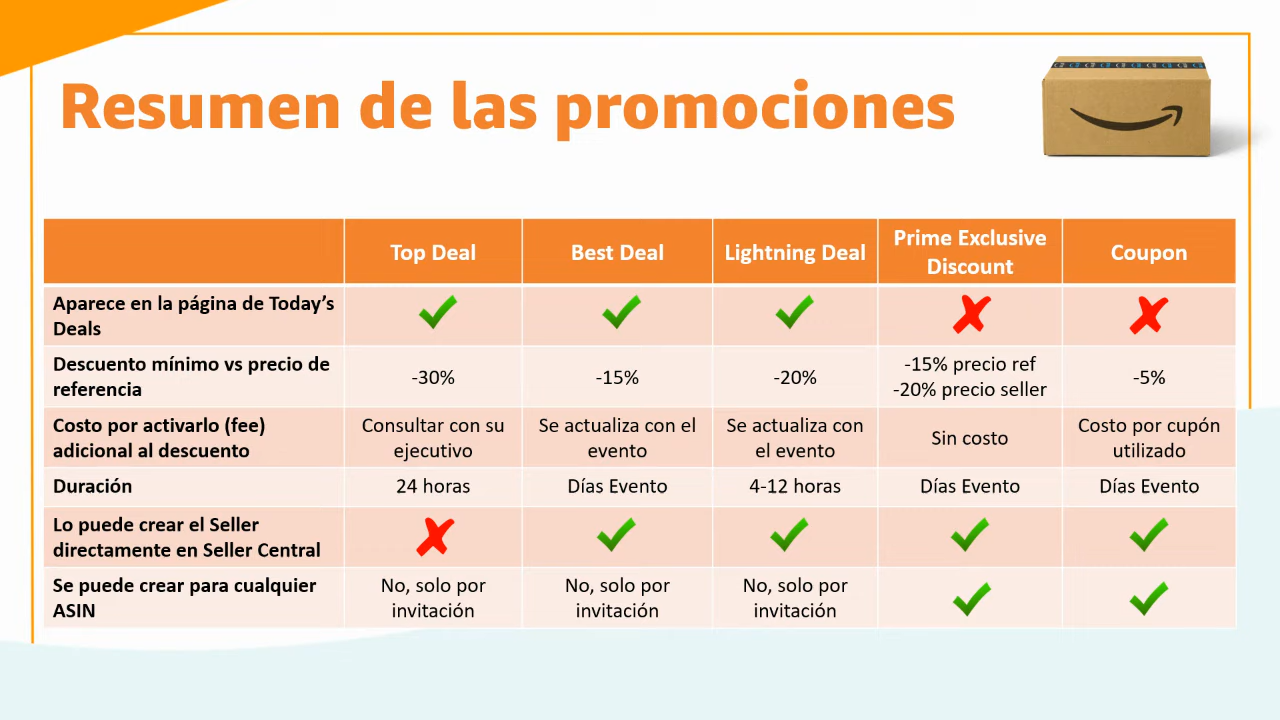 Resumen de las promociones
Top Deal
Best Deal
Lightning Deal
Prime Exclusive
Discount
Coupon
Aparece en la página de Today’s
Deals
Descuento mínimo vs precio de
referencia
-30%
-15%
-20%
-15% precio ref
-20% precio seller
-5%
Costo por activarlo (fee)
adicional al descuento
Consultar con su
ejecutivo
Se actualiza con el
evento
Se actualiza con
el evento
Sin costo
Costo por cupón
utilizado
Duración
24 horas
Días Evento
4-12 horas
Días Evento
Días Evento
Lo puede crear el Seller
directamente en Seller Central
Se puede crear para cualquier
ASIN
No, solo por
invitación
No, solo por
invitación
No, solo por
invitación